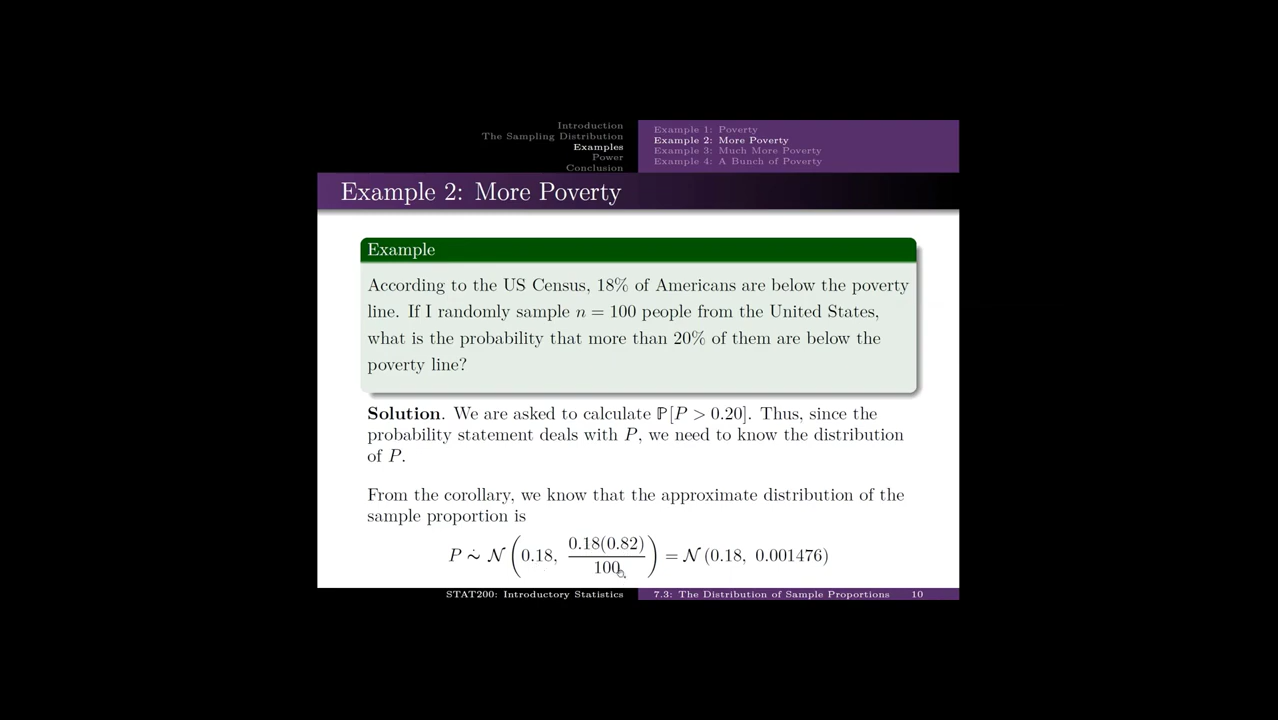 Introduction
The Sampling Distribution
Examples
Power
Conclusion
Example 1: Poverty
Example 2: More Poverty
Example 3: Much More Poverty
Example 4: A Bunch of Poverty
Example 2: More Poverty
Example
According to the US Census, 18% of Americans are below the poverty
line. If I randomly sample n = 100 people from the United States,
what is the probability that more than 20% of them are below the
poverty line?
Solution. We are asked to calculate ℙ[P > 0.20]. Thus, since the
probability statement deals with P, we need to know the distribution
of P.
From the corollary, we know that the approximate distribution of the
sample proportion is
P ∼̇ 𝒩 (0.18, 0.18(0.82)/100) = 𝒩 (0.18, 0.001476)
STAT200: Introductory Statistics
7.3: The Distribution of Sample Proportions 10